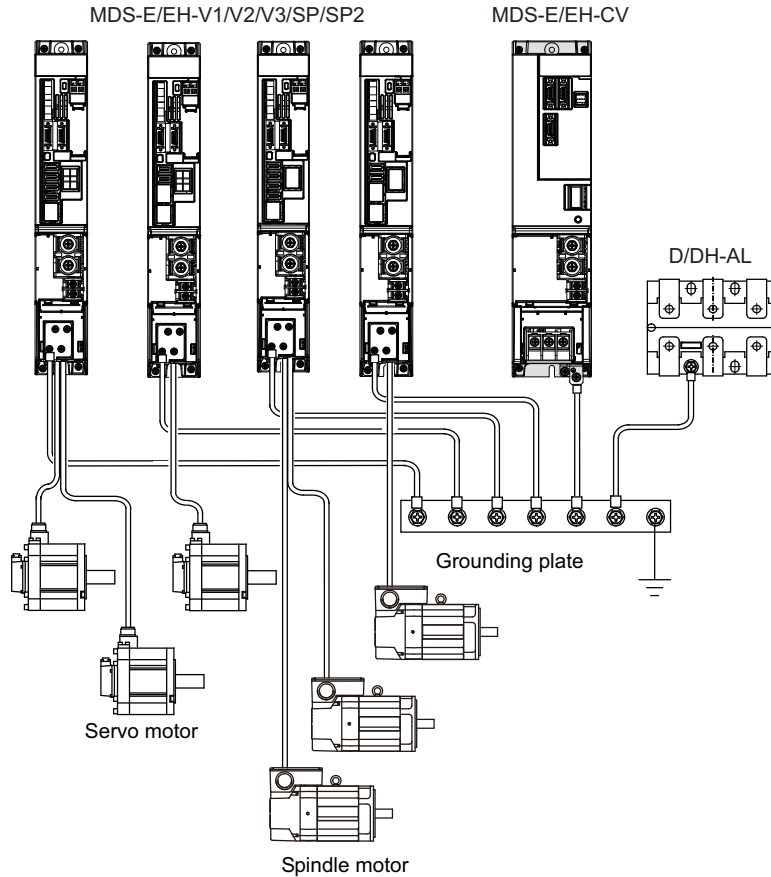 MDS-E/EH-V1/V2/V3/SP/SP2
MDS-E/EH-CV
D/DH-AL
Grounding plate
Servo motor
Spindle motor